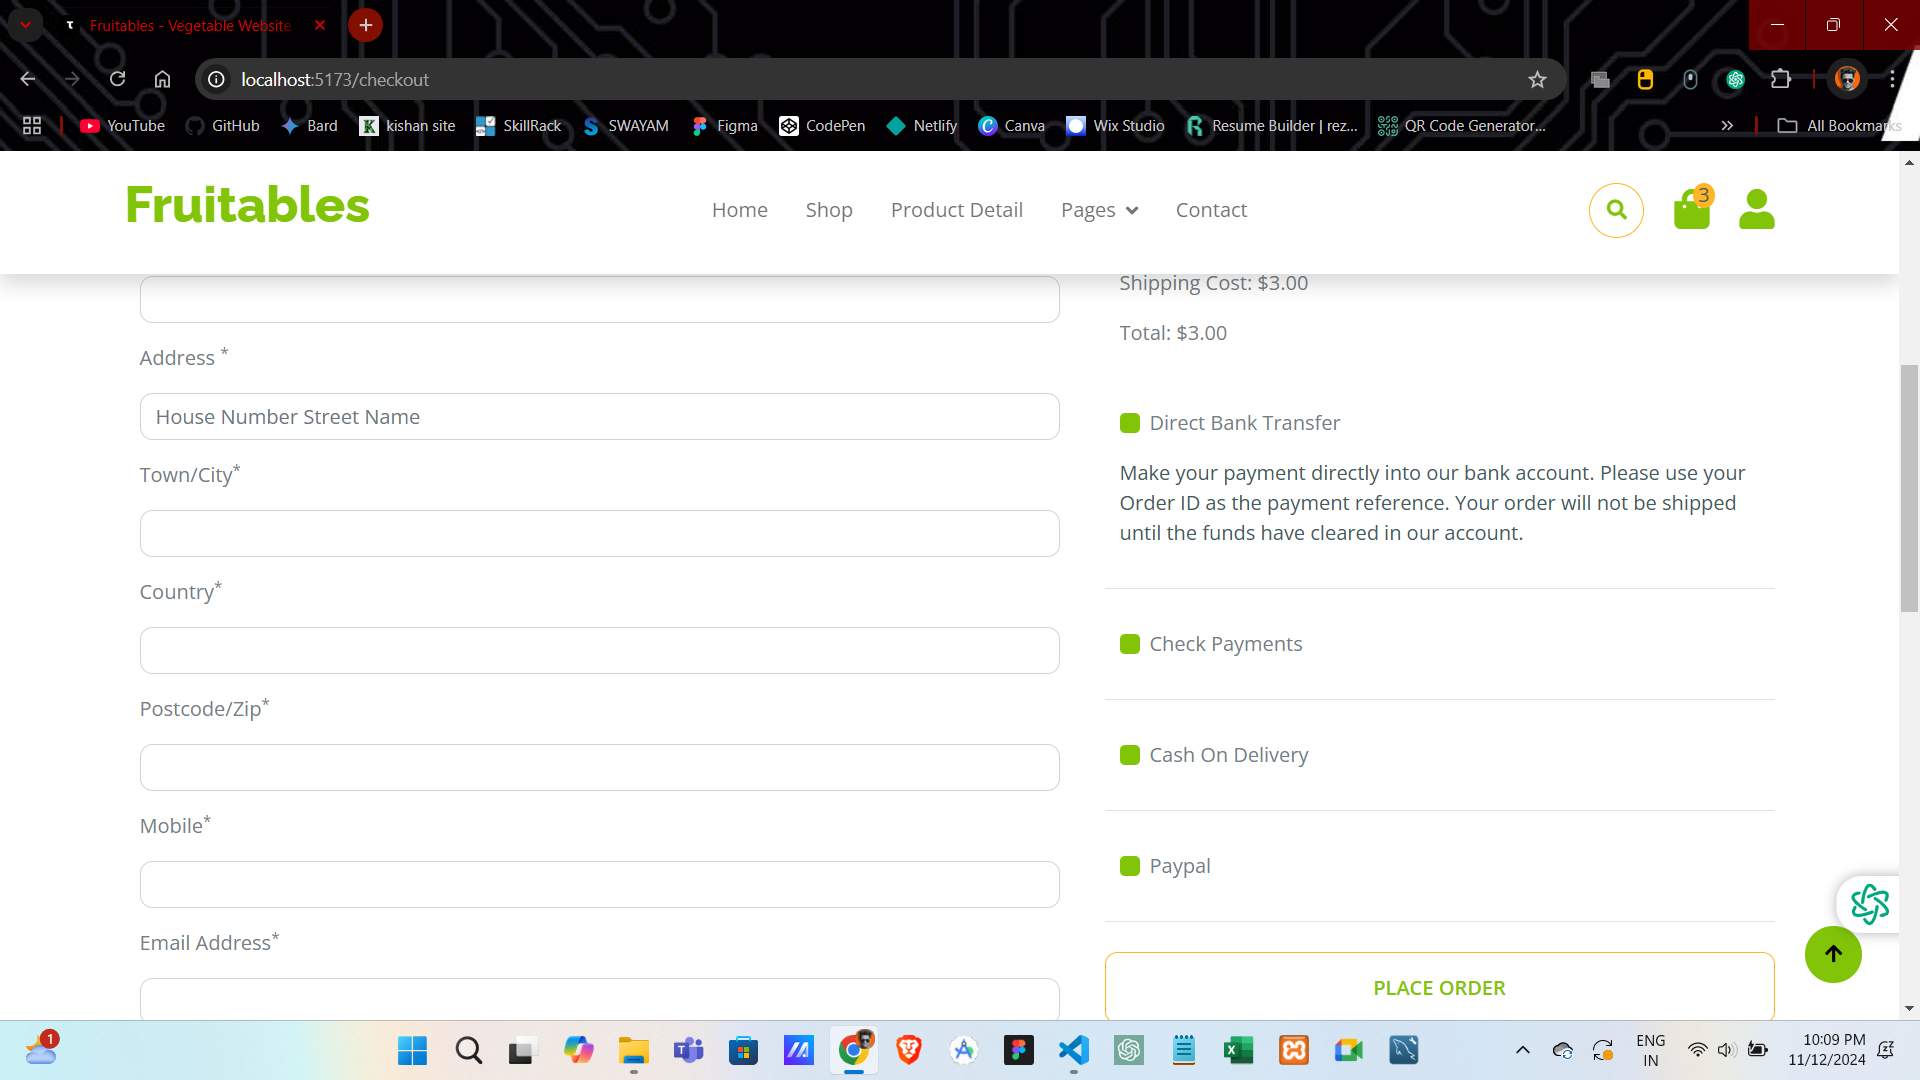 Fruitables - Vegetable Website
localhost:5173/checkout
YouTube
GitHub
Bard
kishan site
SkillRack
SWAYAM
Figma
CodePen
Netlify
Canva
Wix Studio
Resume Builder | rez...
QR Code Generator...
All Bookmarks
Fruitables
Home
Shop
Product Detail
Pages
Contact
3
Address *
House Number Street Name
Town/City*
Country*
Postcode/Zip*
Mobile*
Email Address*
Shipping Cost: $3.00
Total: $3.00
Direct Bank Transfer
Make your payment directly into our bank account. Please use your
Order ID as the payment reference. Your order will not be shipped
until the funds have cleared in our account.
Check Payments
Cash On Delivery
Paypal
PLACE ORDER
1
ENG
IN
10:09 PM
11/12/2024